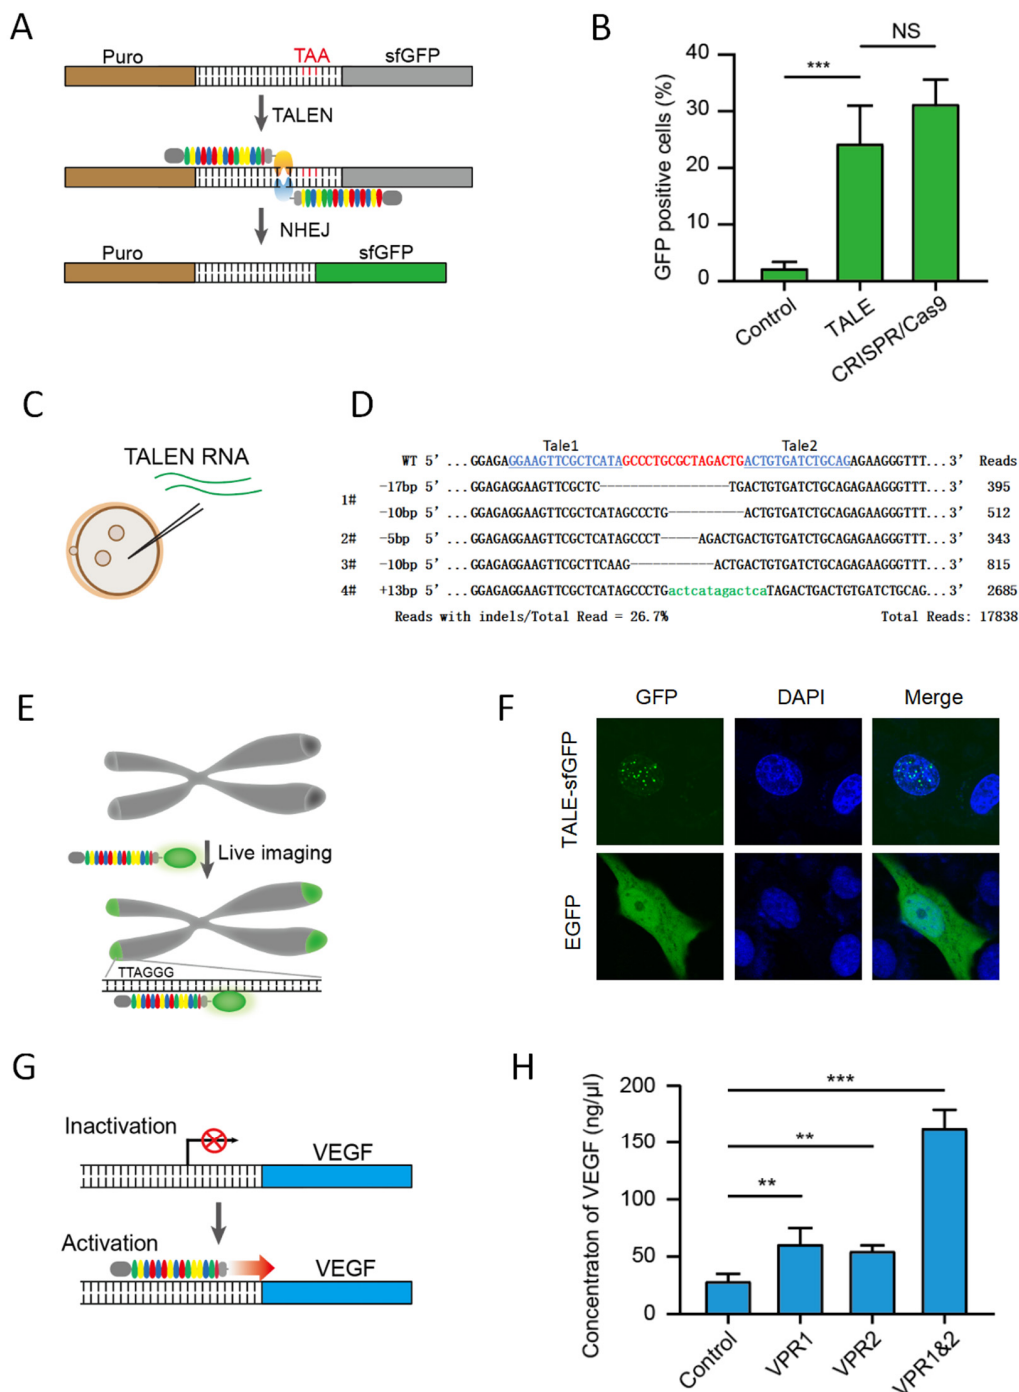 A
Puro TAA sfGFP
TALEN
NHEJ
Puro sfGFP
B
GFP positive cells (%)
40
30
20
10
0
*** NS
Control TALE CRISPR/Cas9
C
TALEN RNA
D
Tale1 Tale2
WT 5' ...GGAGAGGAAGTTCGCTCATAGCCCTGCGCTAGACTGACTGTGATCTGCAGAGAAGGGTTT...3' Reads
1#
-17bp 5' ...GGAGAGGAAGTTCGCTC-----------------TGACTGTGATCTGCAGAGAAGGGTTT...3' 395
-10bp 5' ...GGAGAGGAAGTTCGCTCATAGCCCTG----------ACTGTGATCTGCAGAGAAGGGTTT...3' 512
2# -5bp 5' ...GGAGAGGAAGTTCGCTCATAGCCCT-----AGACTGACTGTGATCTGCAGAGAAGGGTTT...3' 343
3# -10bp 5' ...GGAGAGGAAGTTCGCTTCAAG-----------ACTGACTGTGATCTGCAGAGAAGGGTTT...3' 815
4# +13bp 5' ...GGAGAGGAAGTTCGCTCATAGCCCTGactcatagactcaTAGACTGACTGTGATCTGCAG...3' 2685
Reads with indels/Total Read = 26.7% Total Reads: 17838
E
Live imaging
TTAGGG
F
GFP DAPI Merge
TALE-sfGFP
EGFP
G
Inactivation
VEGF
Activation
VEGF
H
Concentraton of VEGF (ng/μl)
200
150
100
50
0
***
**
**
Control VPR1 VPR2 VPR1&2